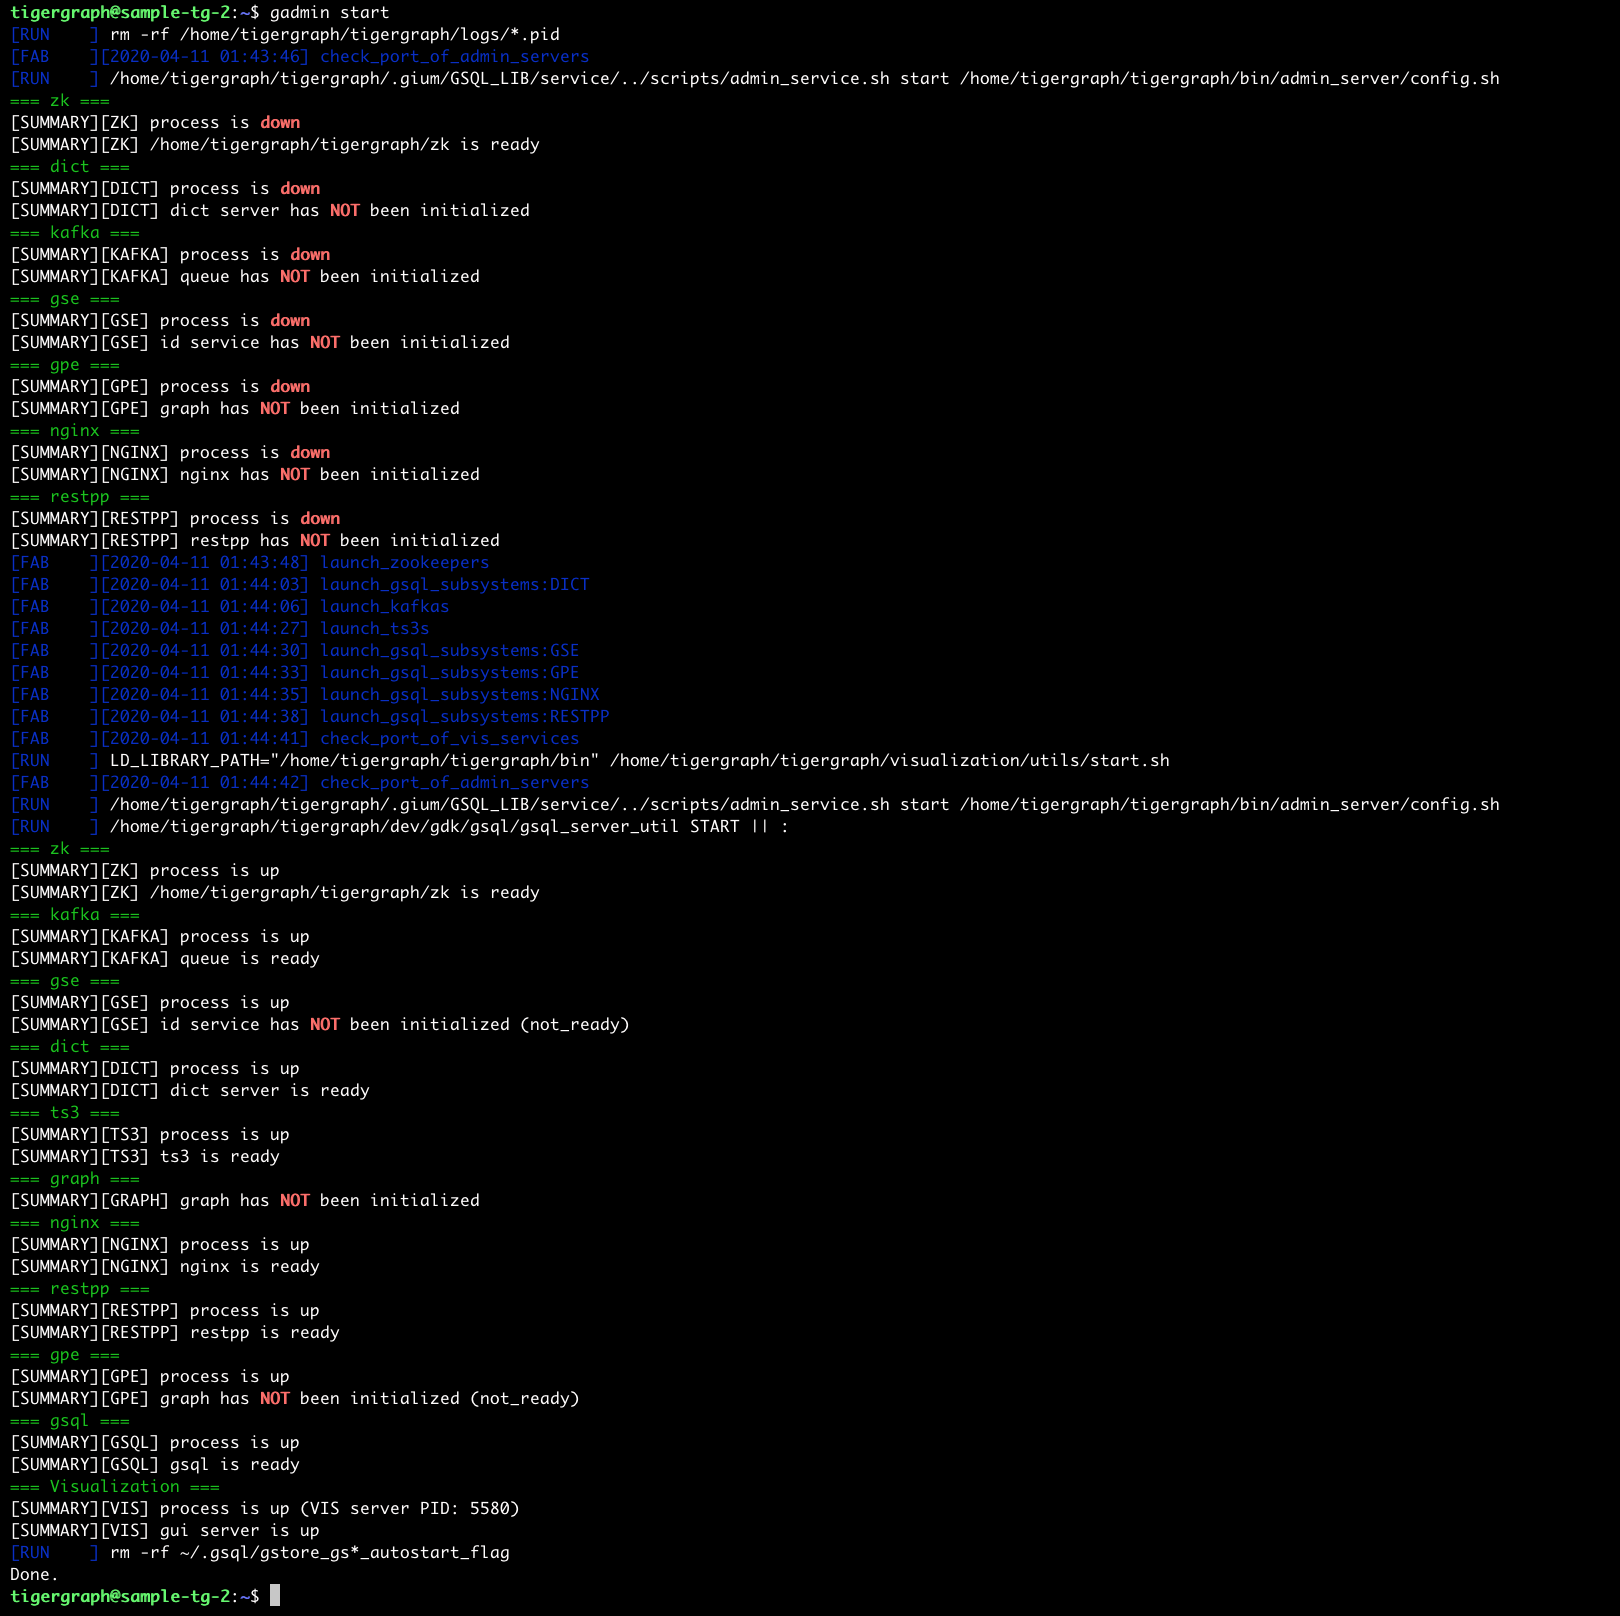 tigergraph@sample-tg-2:~$ gadmin start
[RUN    ] rm -rf /home/tigergraph/tigergraph/logs/*.pid
[FAB    ][2020-04-11 01:43:46] check_port_of_admin_servers
[RUN    ] /home/tigergraph/tigergraph/.gium/GSQL_LIB/service/../scripts/admin_service.sh start /home/tigergraph/tigergraph/bin/admin_server/config.sh
=== zk ===
[SUMMARY][ZK] process is down
[SUMMARY][ZK] /home/tigergraph/tigergraph/zk is ready
=== dict ===
[SUMMARY][DICT] process is down
[SUMMARY][DICT] dict server has NOT been initialized
=== kafka ===
[SUMMARY][KAFKA] process is down
[SUMMARY][KAFKA] queue has NOT been initialized
=== gse ===
[SUMMARY][GSE] process is down
[SUMMARY][GSE] id service has NOT been initialized
=== gpe ===
[SUMMARY][GPE] process is down
[SUMMARY][GPE] graph has NOT been initialized
=== nginx ===
[SUMMARY][NGINX] process is down
[SUMMARY][NGINX] nginx has NOT been initialized
=== restpp ===
[SUMMARY][RESTPP] process is down
[SUMMARY][RESTPP] restpp has NOT been initialized
[FAB    ][2020-04-11 01:43:48] launch_zookeepers
[FAB    ][2020-04-11 01:44:03] launch_gsql_subsystems:DICT
[FAB    ][2020-04-11 01:44:06] launch_kafkas
[FAB    ][2020-04-11 01:44:27] launch_ts3s
[FAB    ][2020-04-11 01:44:30] launch_gsql_subsystems:GSE
[FAB    ][2020-04-11 01:44:33] launch_gsql_subsystems:GPE
[FAB    ][2020-04-11 01:44:35] launch_gsql_subsystems:NGINX
[FAB    ][2020-04-11 01:44:38] launch_gsql_subsystems:RESTPP
[FAB    ][2020-04-11 01:44:41] check_port_of_vis_services
[RUN    ] LD_LIBRARY_PATH="/home/tigergraph/tigergraph/bin" /home/tigergraph/tigergraph/visualization/utils/start.sh
[FAB    ][2020-04-11 01:44:42] check_port_of_admin_servers
[RUN    ] /home/tigergraph/tigergraph/.gium/GSQL_LIB/service/../scripts/admin_service.sh start /home/tigergraph/tigergraph/bin/admin_server/config.sh
[RUN    ] /home/tigergraph/tigergraph/dev/gdk/gsql/gsql_server_util START || :
=== zk ===
[SUMMARY][ZK] process is up
[SUMMARY][ZK] /home/tigergraph/tigergraph/zk is ready
=== kafka ===
[SUMMARY][KAFKA] process is up
[SUMMARY][KAFKA] queue is ready
=== gse ===
[SUMMARY][GSE] process is up
[SUMMARY][GSE] id service has NOT been initialized (not_ready)
=== dict ===
[SUMMARY][DICT] process is up
[SUMMARY][DICT] dict server is ready
=== ts3 ===
[SUMMARY][TS3] process is up
[SUMMARY][TS3] ts3 is ready
=== graph ===
[SUMMARY][GRAPH] graph has NOT been initialized
=== nginx ===
[SUMMARY][NGINX] process is up
[SUMMARY][NGINX] nginx is ready
=== restpp ===
[SUMMARY][RESTPP] process is up
[SUMMARY][RESTPP] restpp is ready
=== gpe ===
[SUMMARY][GPE] process is up
[SUMMARY][GPE] graph has NOT been initialized (not_ready)
=== gsql ===
[SUMMARY][GSQL] process is up
[SUMMARY][GSQL] gsql is ready
=== Visualization ===
[SUMMARY][VIS] process is up (VIS server PID: 5580)
[SUMMARY][VIS] gui server is up
[RUN    ] rm -rf ~/.gsql/gstore_gs*_autostart_flag
Done.
tigergraph@sample-tg-2:~$